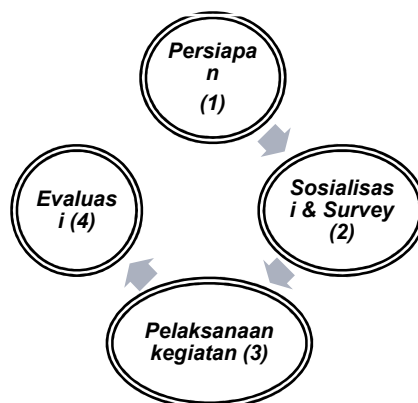 Persiapa
n
(1)
Sosialisas
i & Survey
(2)
Pelaksanaan
kegiatan (3)
Evaluas
i (4)